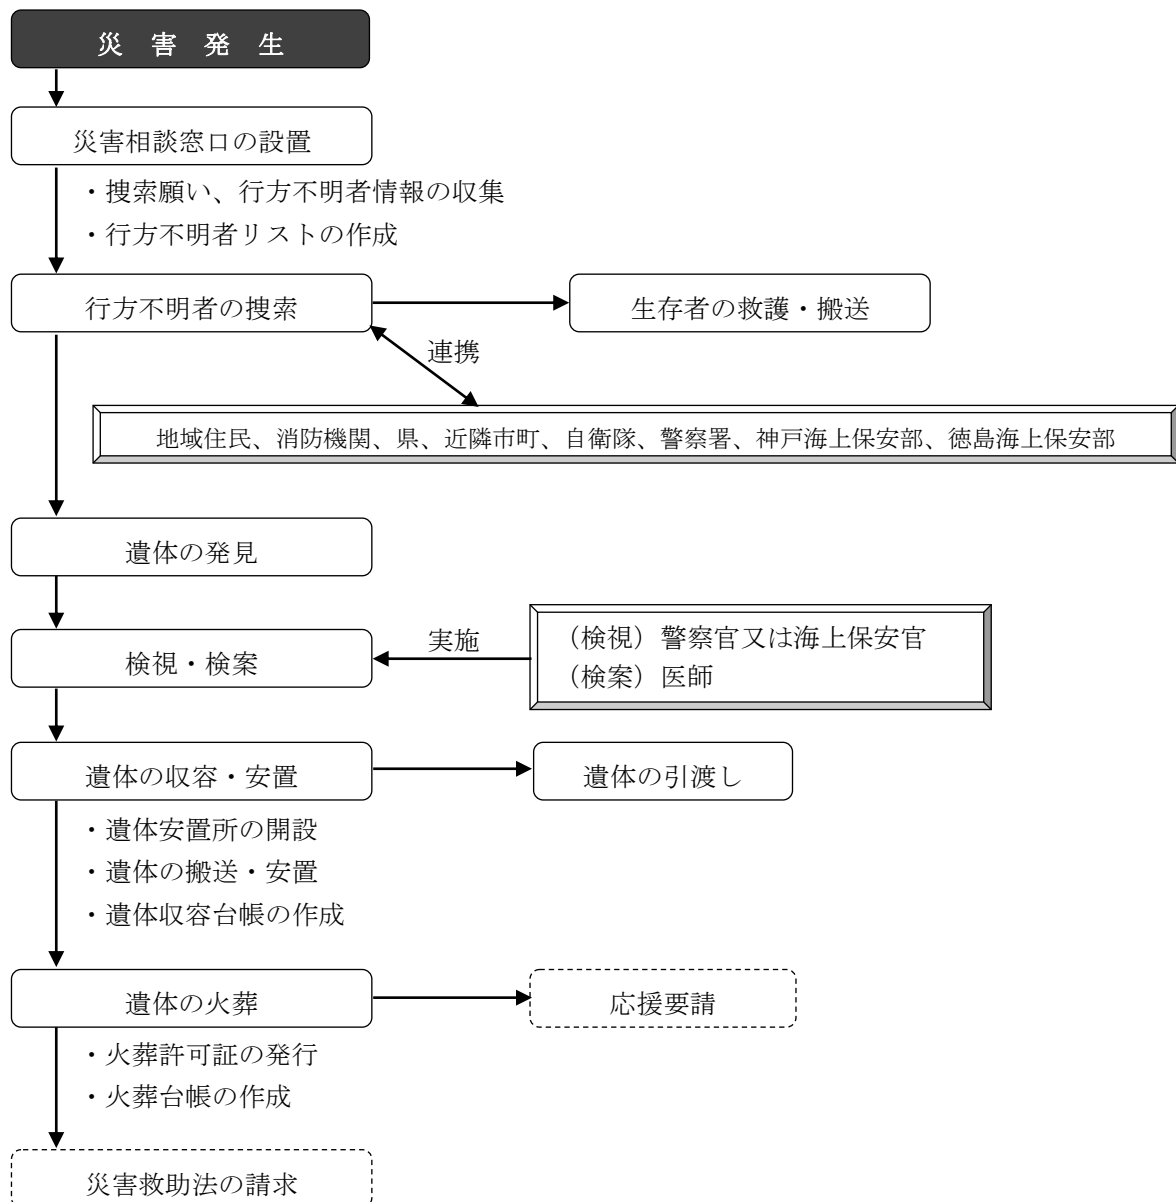 災 害 発 生
災害相談窓口の設置
・捜索願い、行方不明者情報の収集
・行方不明者リストの作成
行方不明者の捜索
生存者の救護・搬送
連携
地域住民、消防機関、県、近隣市町、自衛隊、警察署、神戸海上保安部、徳島海上保安部
遺体の発見
検視・検案
実施
（検視）警察官又は海上保安官
（検案）医師
遺体の収容・安置
遺体の引渡し
・遺体安置所の開設
・遺体の搬送・安置
・遺体収容台帳の作成
遺体の火葬
応援要請
・火葬許可証の発行
・火葬台帳の作成
災害救助法の請求